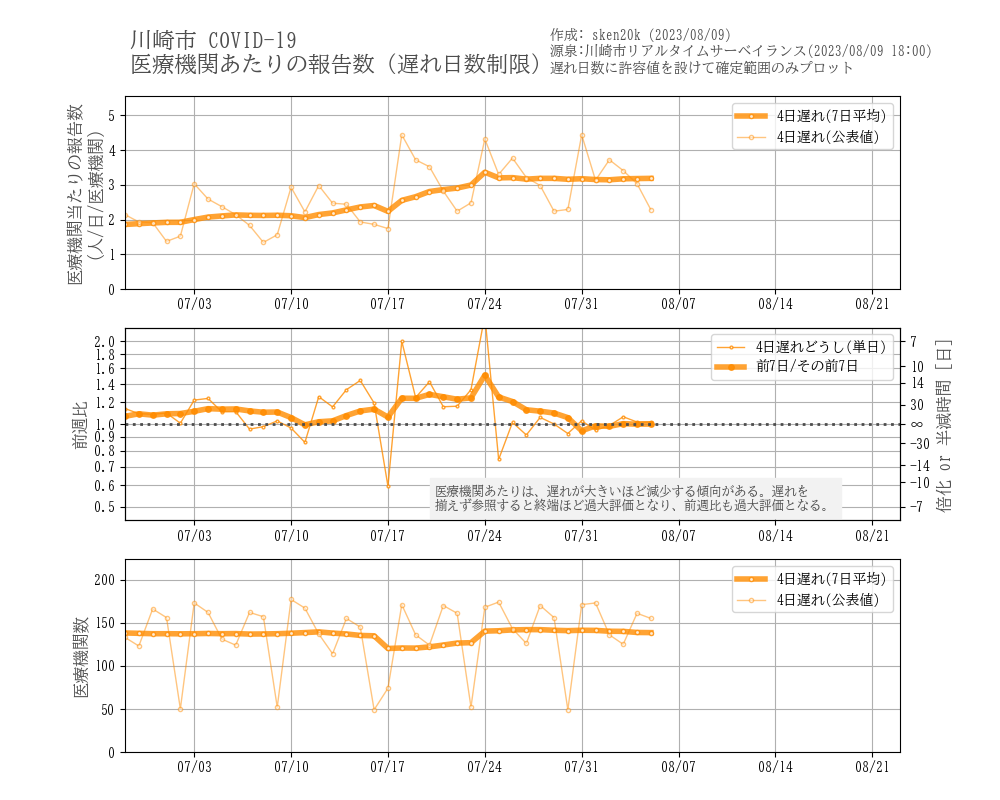 川崎市 COVID-19
医療機関あたりの報告数 (遅れ日数制限)
作成: sken20k (2023/08/09)
源泉:川崎市リアルタイムサーベイランス(2023/08/09 18:00)
遅れ日数に許容値を設けて確定範囲のみプロット
医療機関当たりの報告数
(人/日/医療機関)
5
4
3
2
1
0
4日遅れ(7日平均)
4日遅れ(公表値)
07/03 07/10 07/17 07/24 07/31 08/07 08/14 08/21
前週比
2.0
1.8
1.6
1.4
1.2
1.0
0.9
0.8
0.7
0.6
0.5
4日遅れどうし(単日)
前7日/その前7日
医療機関あたりは、遅れが大きいほど減少する傾向がある。遅れを
揃えず参照すると終端ほど過大評価となり、前週比も過大評価となる。
7
10
14
30
∞
-30
-14
-10
-7
倍化 or 半減時間 [日]
07/03 07/10 07/17 07/24 07/31 08/07 08/14 08/21
医療機関数
200
150
100
50
0
4日遅れ(7日平均)
4日遅れ(公表値)
07/03 07/10 07/17 07/24 07/31 08/07 08/14 08/21